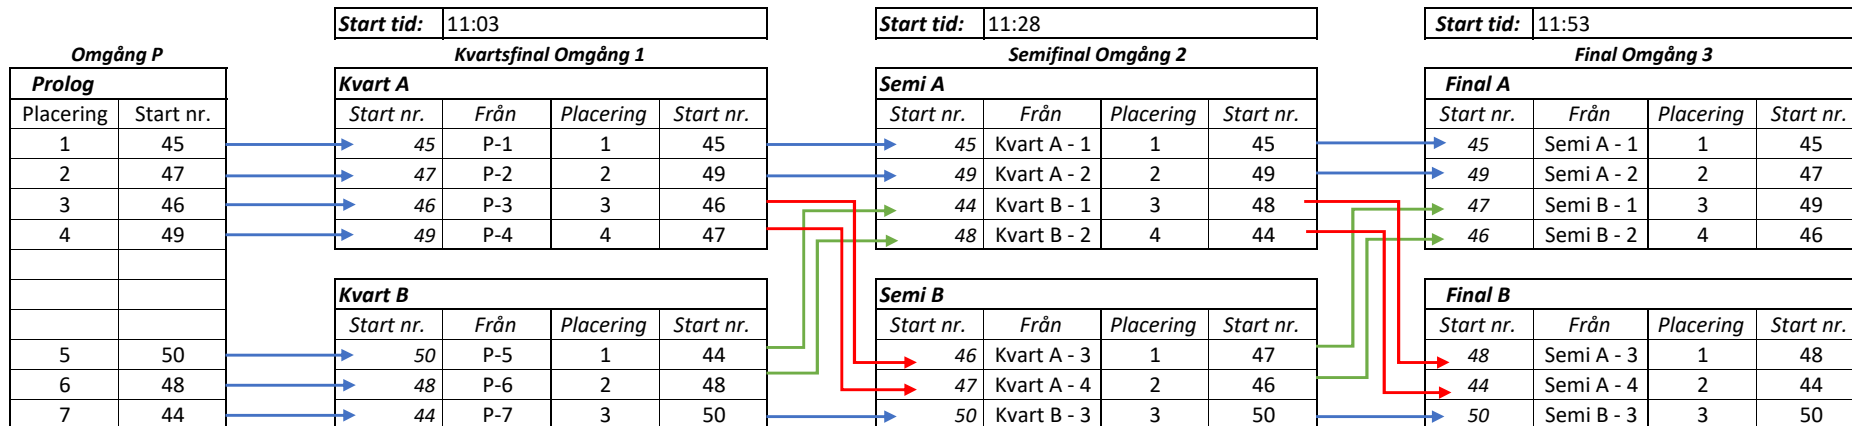 Start tid: 11:03 Start tid: 11:28 Start tid: 11:53
Omgång P Kvartsfinal Omgång 1 Semifinal Omgång 2 Final Omgång 3
Prolog Kvart A Semi A Final A
Placering Start nr. Start nr. Från Placering Start nr. Start nr. Från Placering Start nr. Start nr. Från Placering Start nr.
1 45 45 P-1 1 45 45 Kvart A - 1 1 45 45 Semi A - 1 1 45
2 47 47 P-2 2 49 49 Kvart A - 2 2 49 49 Semi A - 2 2 47
3 46 46 P-3 3 46 44 Kvart B - 1 3 48 47 Semi B - 1 3 49
4 49 49 P-4 4 47 48 Kvart B - 2 4 44 46 Semi B - 2 4 46
Kvart B Semi B Final B
Start nr. Från Placering Start nr. Start nr. Från Placering Start nr. Start nr. Från Placering Start nr.
5 50 50 P-5 1 44 46 Kvart A - 3 1 47 48 Semi A - 3 1 48
6 48 48 P-6 2 48 47 Kvart A - 4 2 46 44 Semi A - 4 2 44
7 44 44 P-7 3 50 50 Kvart B - 3 3 50 50 Semi B - 3 3 50